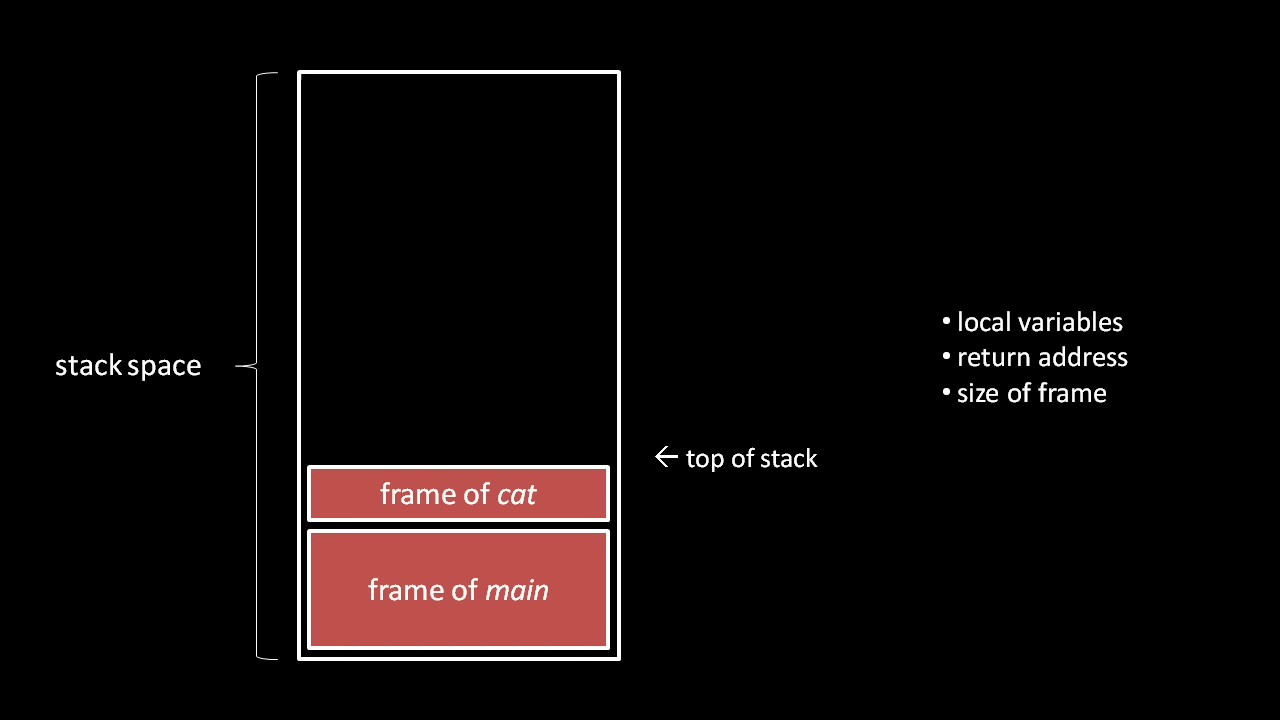 stack space
frame of cat
frame of main
← top of stack
• local variables
• return address
• size of frame